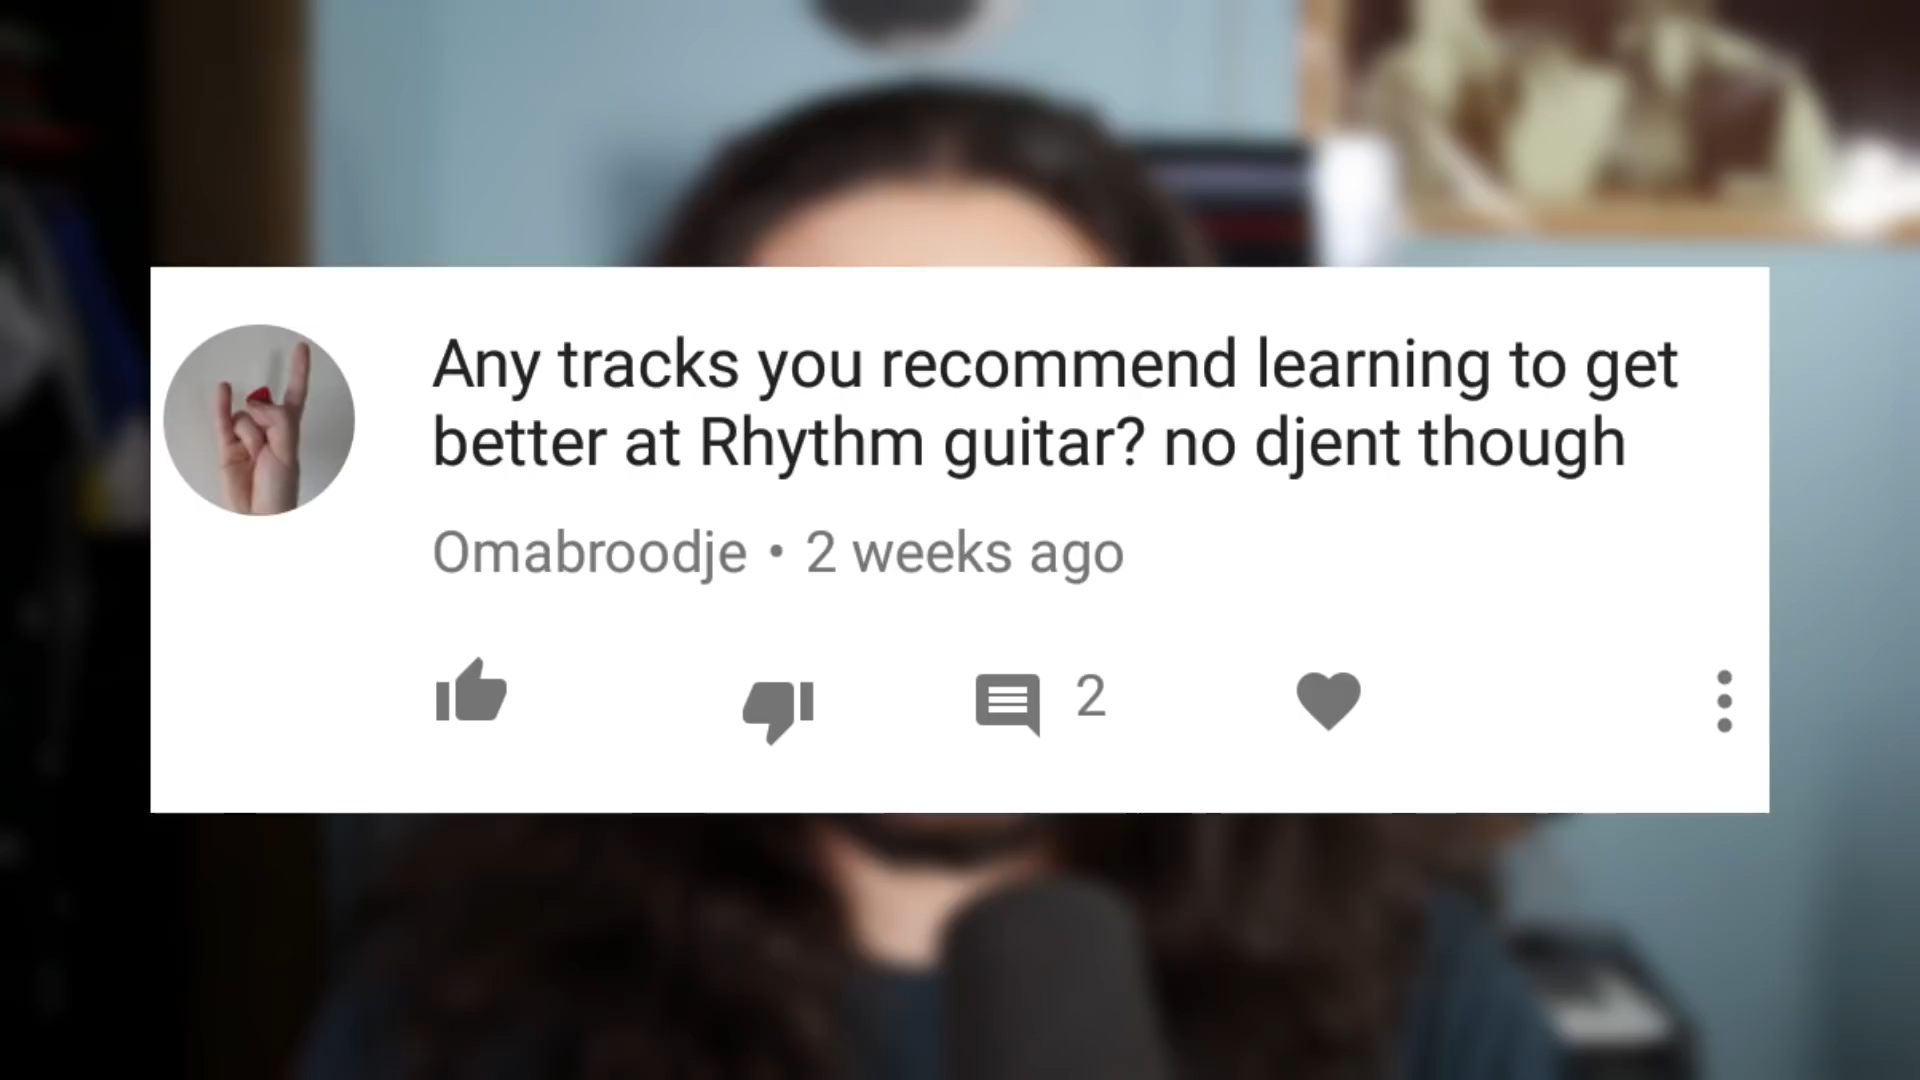 Any tracks you recommend learning to get
better at Rhythm guitar? no djent though
Omabroodje • 2 weeks ago
2